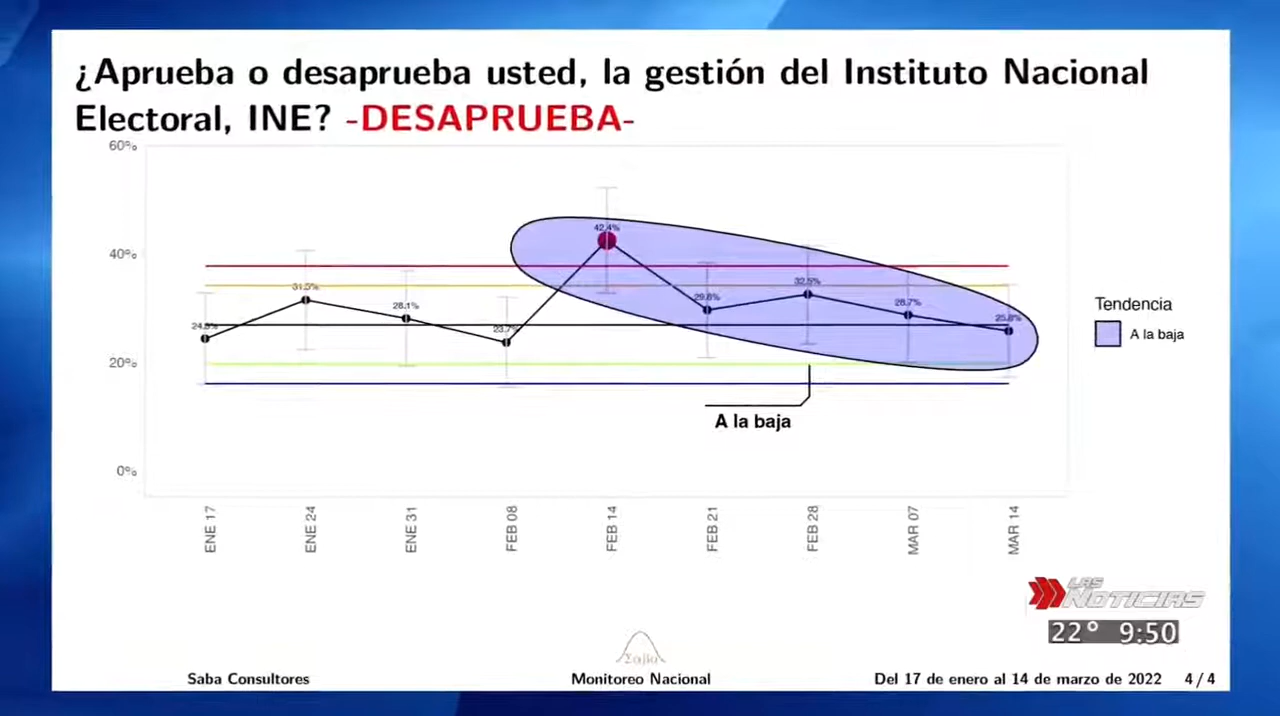 ¿Aprueba o desaprueba usted, la gestión del Instituto Nacional
Electoral, INE? -DESAPRUEBA-
60%
40%
20%
0%
31.5%
28.1%
23.7%
42.4%
29.8%
32.5%
28.7%
25.8%
A la baja
Tendencia
A la baja
ENE 17
ENE 24
ENE 31
FEB 08
FEB 14
FEB 21
FEB 28
MAR 07
MAR 14
LAS
NOTICIAS
22° 9:50
Saba Consultores
Monitoreo Nacional
Del 17 de enero al 14 de marzo de 2022 4/4